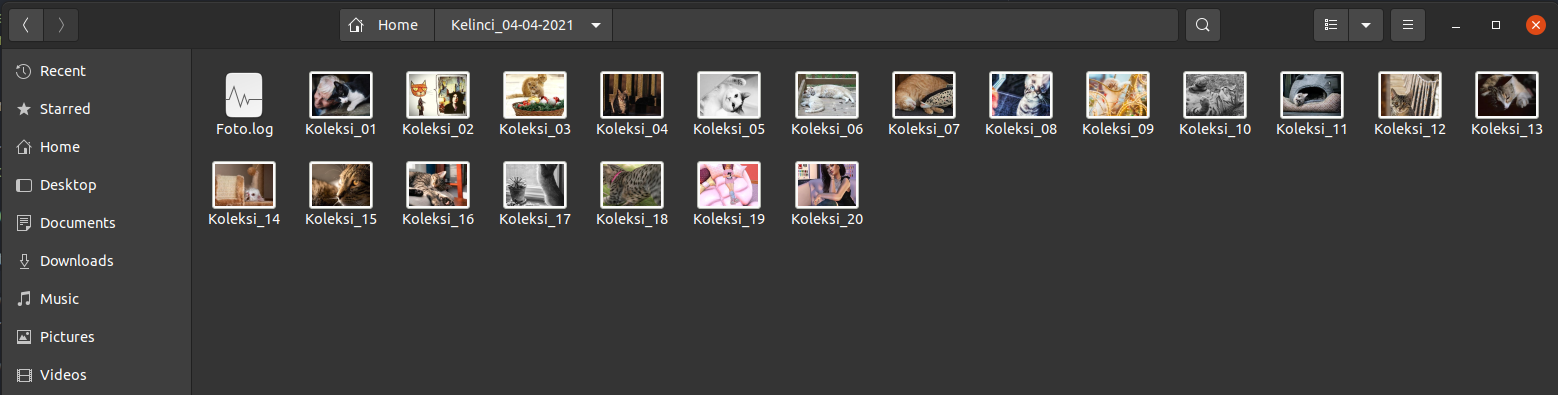 Home Kelinci_04-04-2021
Recent
Starred
Home
Desktop
Documents
Downloads
Music
Pictures
Videos
Foto.log Koleksi_01 Koleksi_02 Koleksi_03 Koleksi_04 Koleksi_05 Koleksi_06 Koleksi_07 Koleksi_08 Koleksi_09 Koleksi_10 Koleksi_11 Koleksi_12 Koleksi_13
Koleksi_14 Koleksi_15 Koleksi_16 Koleksi_17 Koleksi_18 Koleksi_19 Koleksi_20